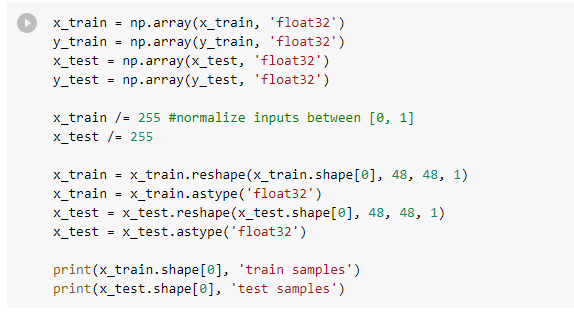 x_train = np.array(x_train, 'float32')
y_train = np.array(y_train, 'float32')
x_test = np.array(x_test, 'float32')
y_test = np.array(y_test, 'float32')
x_train /= 255 #normalize inputs between [0, 1]
x_test /= 255
x_train = x_train.reshape(x_train.shape[0], 48, 48, 1)
x_train = x_train.astype('float32')
x_test = x_test.reshape(x_test.shape[0], 48, 48, 1)
x_test = x_test.astype('float32')
print(x_train.shape[0], 'train samples')
print(x_test.shape[0], 'test samples')